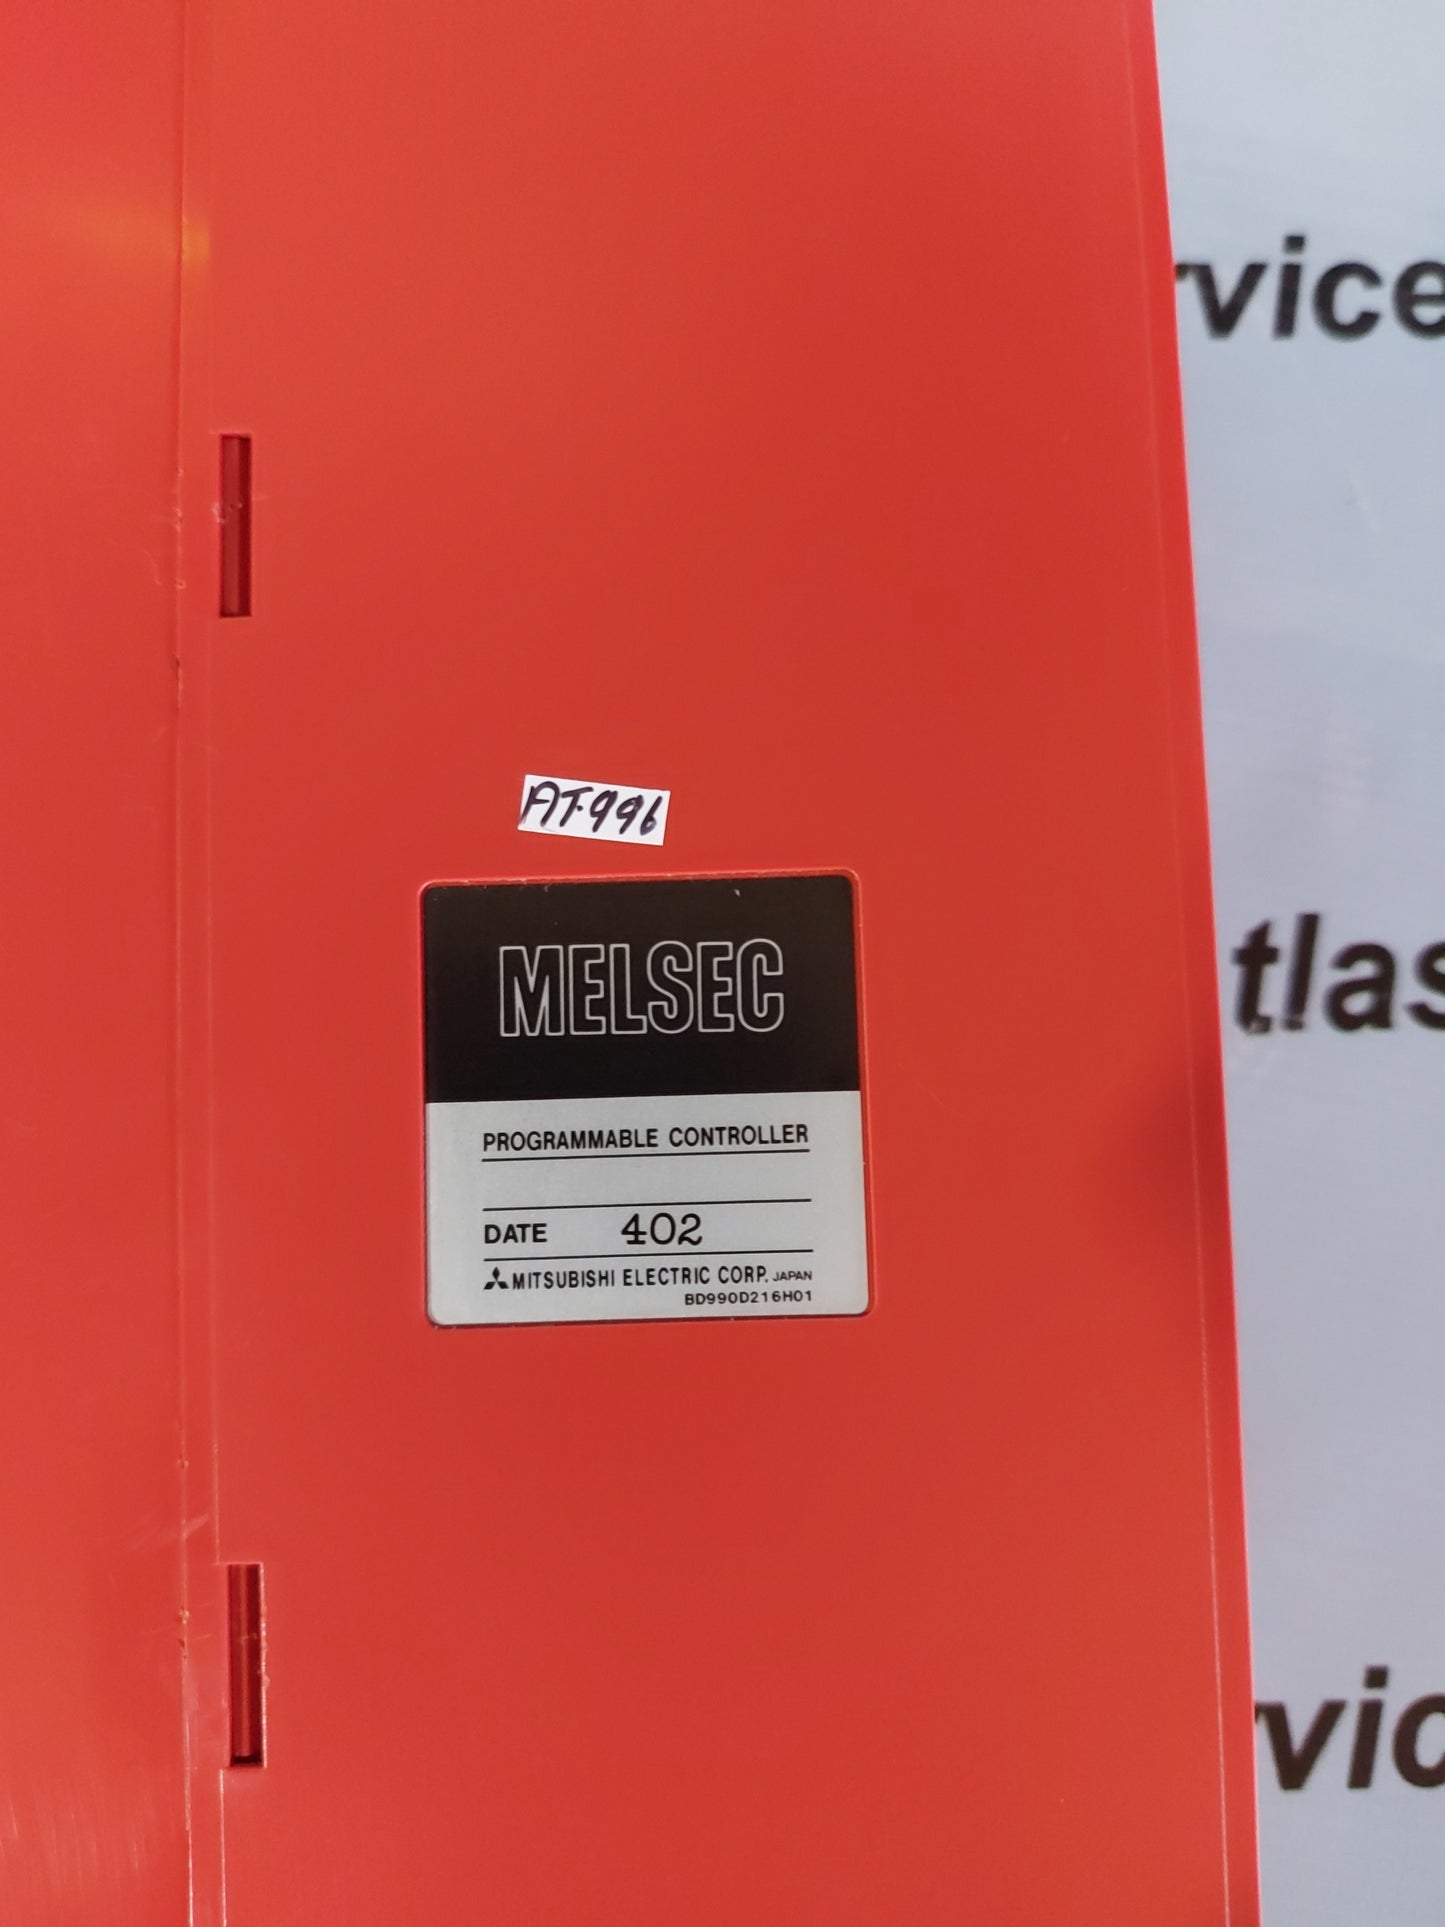 rvice
AT-996
tlas
MELSEC
PROGRAMMABLE CONTROLLER
DATE 402
MITSUBISHI ELECTRIC CORP. JAPAN
BD990D216H01
rvic